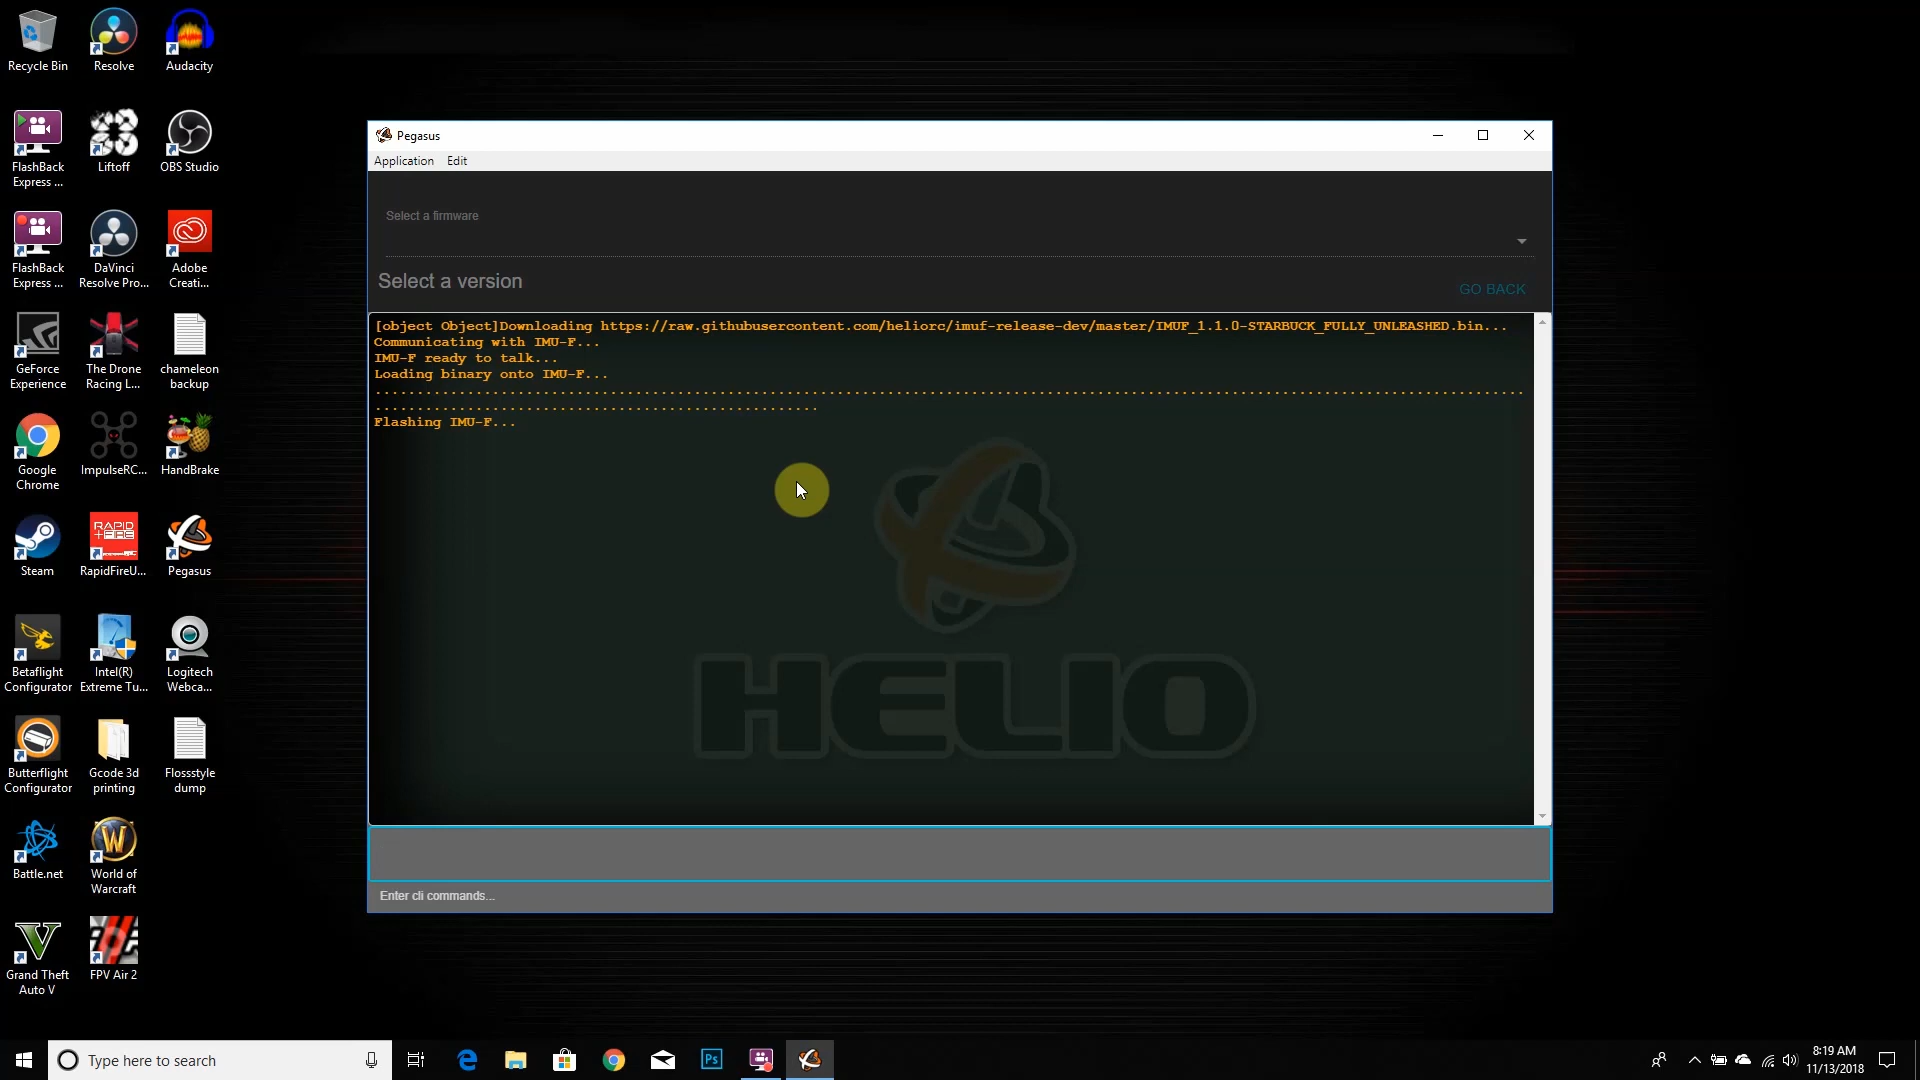 Recycle Bin
Resolve
Audacity
FlashBack
Express ...
Liftoff
OBS Studio
FlashBack
Express ...
DaVinci
Resolve Pro...
Adobe
Creati...
GeForce
Experience
The Drone
Racing L...
chameleon
backup
Google
Chrome
ImpulseRC...
HandBrake
Steam
RAPID
FIRE
RapidFireU...
Pegasus
Betaflight
Configurator
Intel(R)
Extreme Tu...
Logitech
Webca...
Butterflight
Configurator
Gcode 3d
printing
Flossstyle
dump
Battle.net
World of
Warcraft
Grand Theft
Auto V
FPV Air 2
Pegasus
Application Edit
Select a firmware
Select a version
GO BACK
[object Object]Downloading https://raw.githubusercontent.com/heliorc/imuf-release-dev/master/IMUF_1.1.0-STARBUCK_FULLY_UNLEASHED.bin...
Communicating with IMU-F...
IMU-F ready to talk...
Loading binary onto IMU-F...
Flashing IMU-F...
HELIO
Enter cli commands...
Type here to search
Ps
8:19 AM
11/13/2018